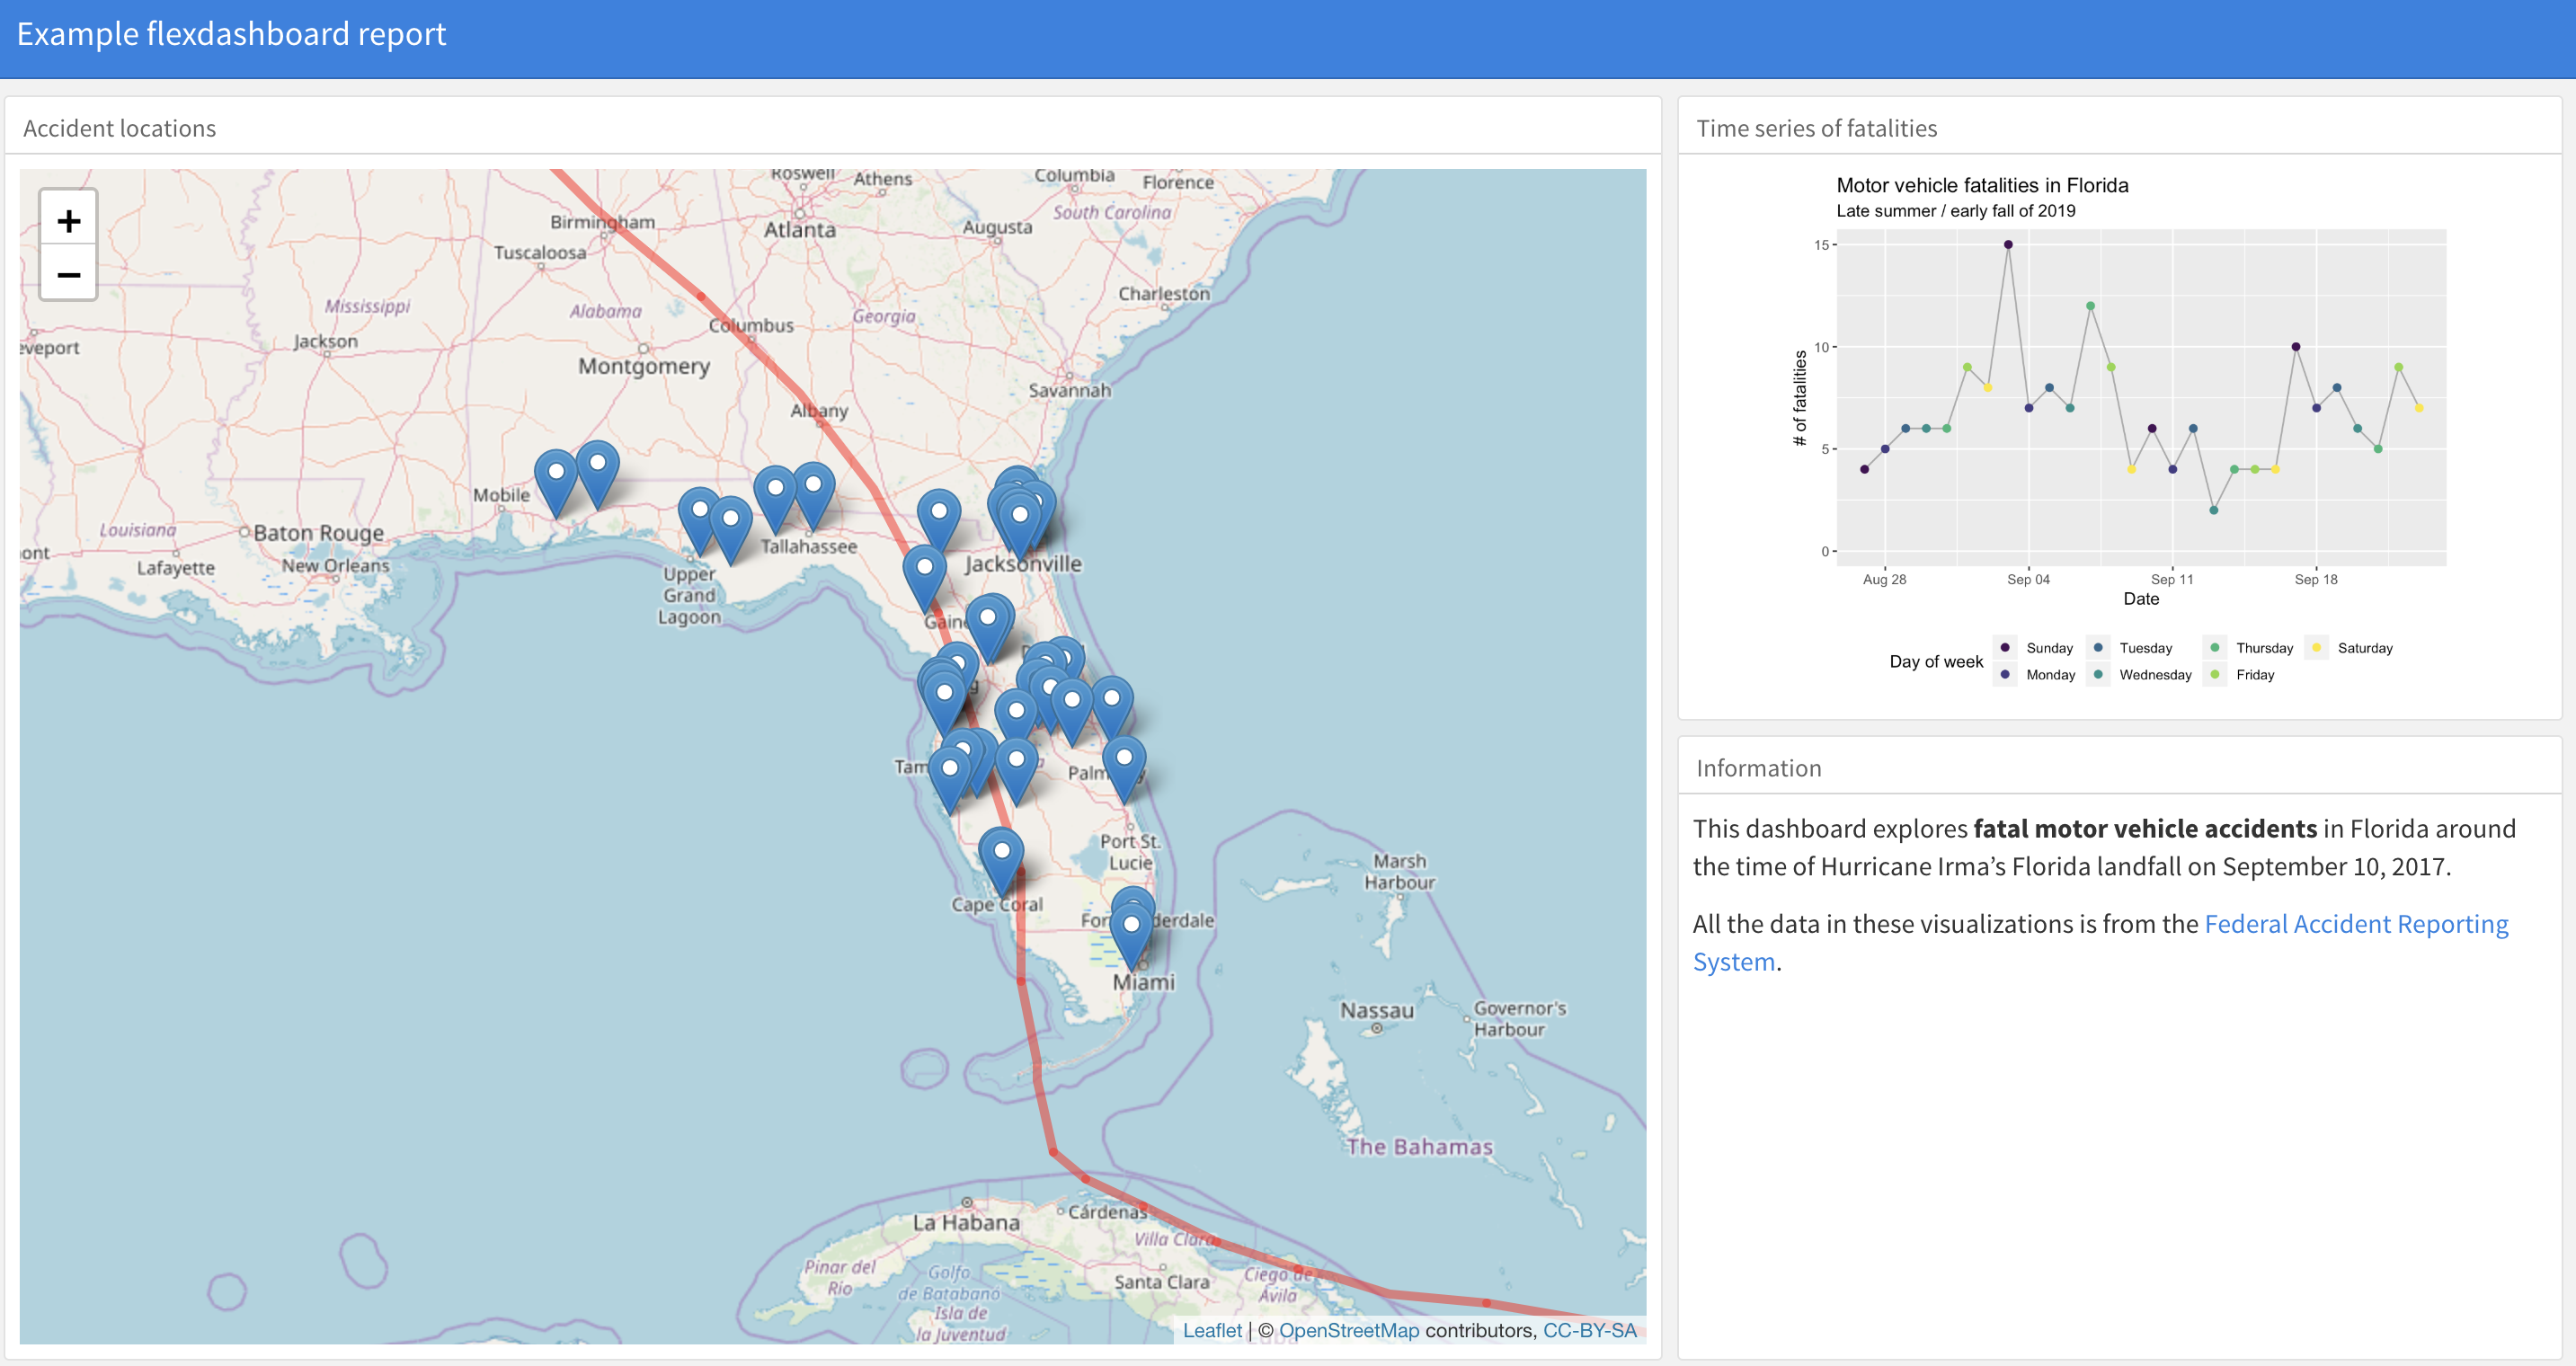 Example flexdashboard report
Accident locations
+
−
Roswell
Athens
Columbia
Florence
Birmingham
South Carolina
Atlanta
Augusta
Tuscaloosa
Charleston
Mississippi
Alabama
Georgia
Columbus
Jackson
eveport
Montgomery
Savannah
Albany
Mobile
Louisiana
Baton Rouge
ont
Tallahassee
Lafayette
New Orleans
Jacksonville
Upper
Grand
Lagoon
Gaine
g
Tam
Palm
y
Port St.
Lucie
Marsh
Harbour
Cape Coral
For
derdale
Miami
Nassau
Governor's
Harbour
The Bahamas
La Habana
Cárdenas
Villa Clara
Pinar del
Río
Golfo
de Batabanó
Santa Clara
Ciego de
Ávila
Isla de
la Juventud
Leaflet | © OpenStreetMap contributors, CC-BY-SA
Time series of fatalities
Motor vehicle fatalities in Florida
Late summer / early fall of 2019
15
10
5
0
# of fatalities
Aug 28 Sep 04 Sep 11 Sep 18
Date
Day of week
Sunday Tuesday Thursday Saturday
Monday Wednesday Friday
Information
This dashboard explores fatal motor vehicle accidents in Florida around
the time of Hurricane Irma’s Florida landfall on September 10, 2017.
All the data in these visualizations is from the Federal Accident Reporting
System.